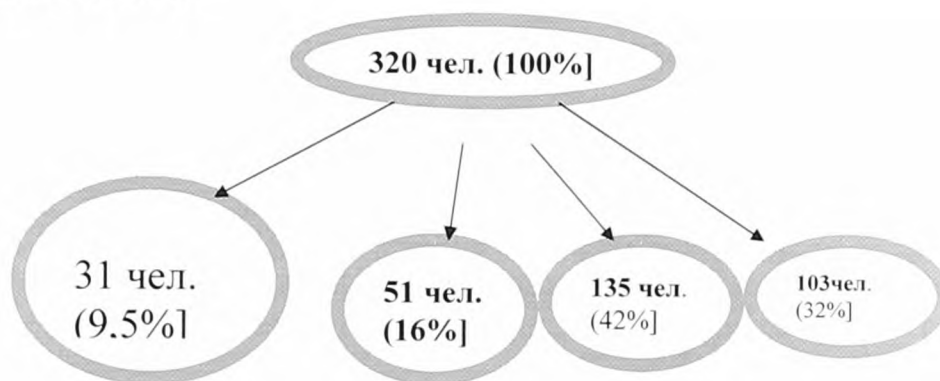 320 чел. (100%]
31 чел.
(9.5%]
51 чел.
(16%]
135 чел.
(42%]
103чел.
(32%]